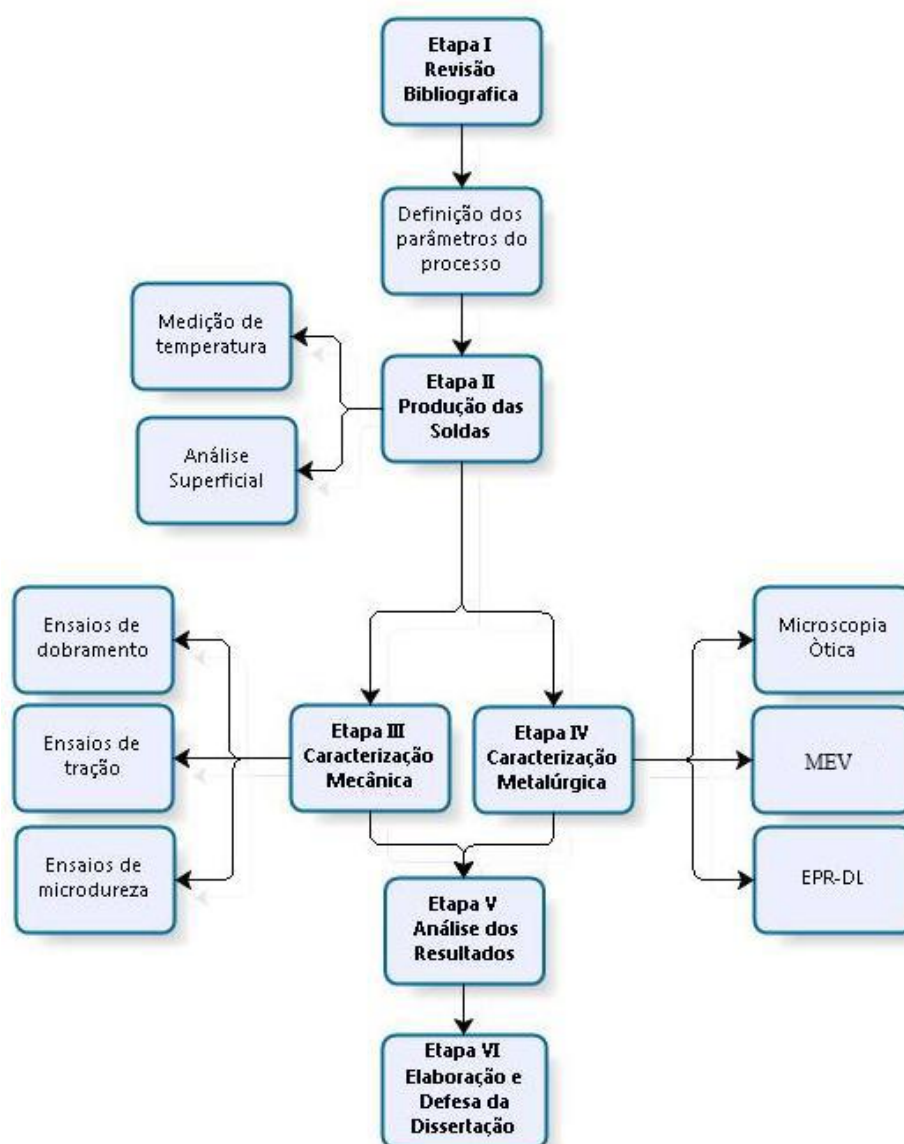 Etapa I
Revisão
Bibliografica
Definição dos
parâmetros do
processo
Medição de
temperatura
Etapa II
Produção das
Soldas
Análise
Superficial
Ensaios de
dobramento
Microscopia
Òtica
Etapa III
Caracterização
Mecânica
Etapa IV
Caracterização
Metalúrgica
Ensaios de
tração
MEV
Ensaios de
microdureza
EPR-DL
Etapa V
Análise dos
Resultados
Etapa VI
Elaboração e
Defesa da
Dissertação